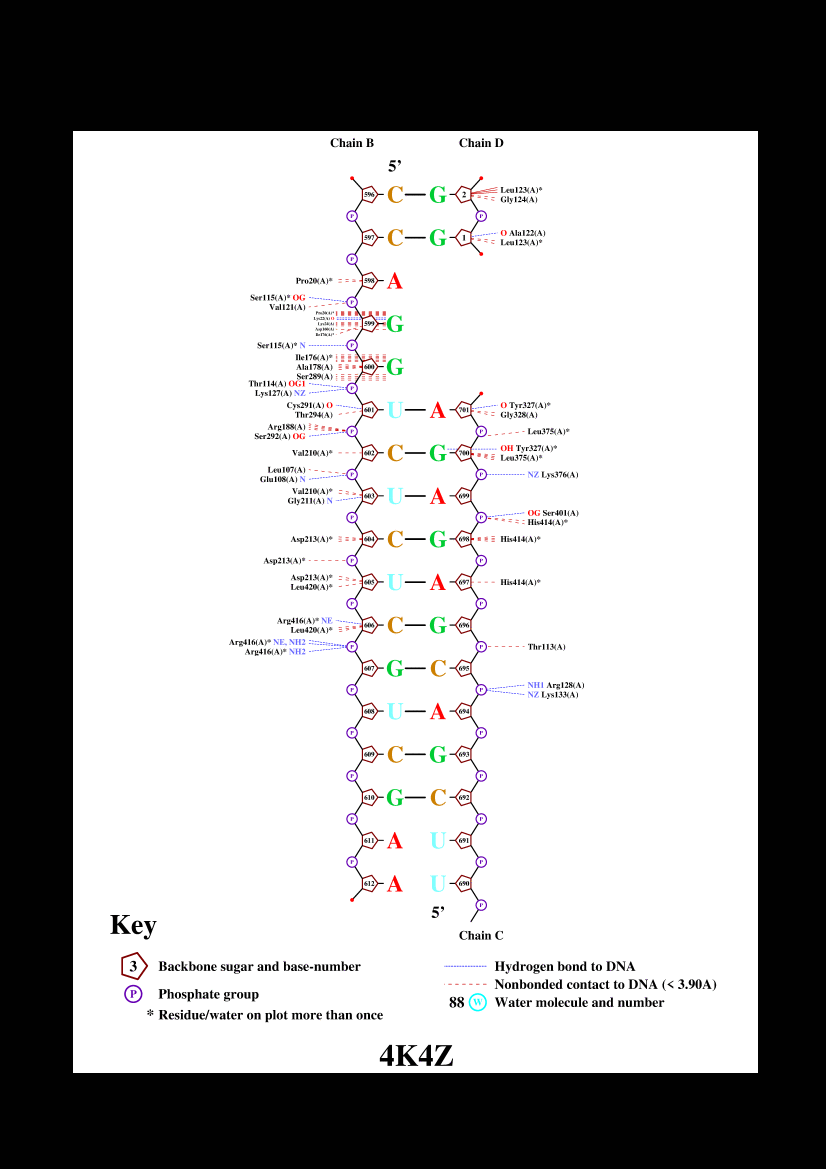 Chain B Chain D
5’
596 C G 2 Leu123(A)*
Gly124(A)
P P
597 C G 1 O Ala122(A)
Leu123(A)*
P
Pro20(A)* 598 A
Ser115(A)* OG P
Val121(A)
Pro20(A)*
Lys22(A) O
599 G
Ile176(A)*
Ser115(A)* N P
Ile176(A)*
Ala178(A) 600 G
Ser289(A)
Thr114(A) OG1 P
Lys127(A) NZ
Cys291(A) O 601 U A 701 O Tyr327(A)*
Thr294(A) Gly328(A)
Arg188(A) P P Leu375(A)*
Ser292(A) OG
Val210(A)* 602 C G 700 OH Tyr327(A)*
Leu375(A)*
Leu107(A) P P NZ Lys376(A)
Glu108(A) N
Val210(A)* 603 U A 699
Gly211(A) N
P P OG Ser401(A)
His414(A)*
Asp213(A)* 604 C G 698 His414(A)*
Asp213(A)* P P
Asp213(A)* 605 U A 697 His414(A)*
Leu420(A)*
P P
Arg416(A)* NE 606 C G 696
Leu420(A)*
Arg416(A)* NE, NH2 P P Thr113(A)
Arg416(A)* NH2
607 G C 695
P P NH1 Arg128(A)
NZ Lys133(A)
608 U A 694
P P
609 C G 693
P P
610 G C 692
P P
611 A U 691
P P
612 A U 690
5’ P
Chain C
Key
3 Backbone sugar and base-number
P Phosphate group
* Residue/water on plot more than once
Hydrogen bond to DNA
Nonbonded contact to DNA (< 3.90A)
88 W Water molecule and number
4K4Z